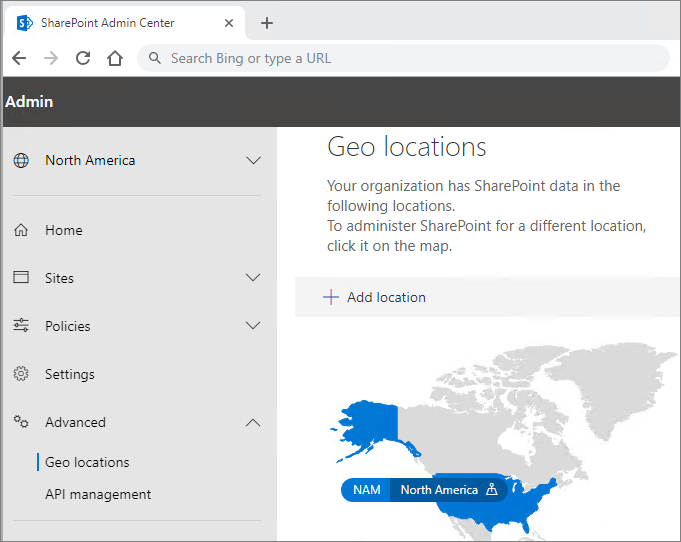 SharePoint Admin Center
Search Bing or type a URL
Admin
North America
Home
Sites
Policies
Settings
Advanced
Geo locations
API management
Geo locations
Your organization has SharePoint data in the
following locations.
To administer SharePoint for a different location,
click it on the map.
Add location
NAM North America